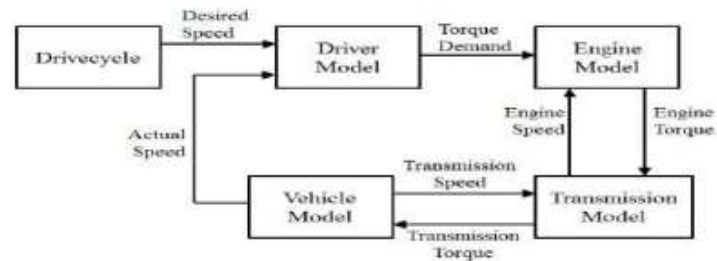 Desired
Speed
Drivecycle
Driver
Model
Torque
Demand
Engine
Model
Actual
Speed
Engine
Speed
Engine
Torque
Transmission
Speed
Vehicle
Model
Transmission
Model
Transmission
Torque